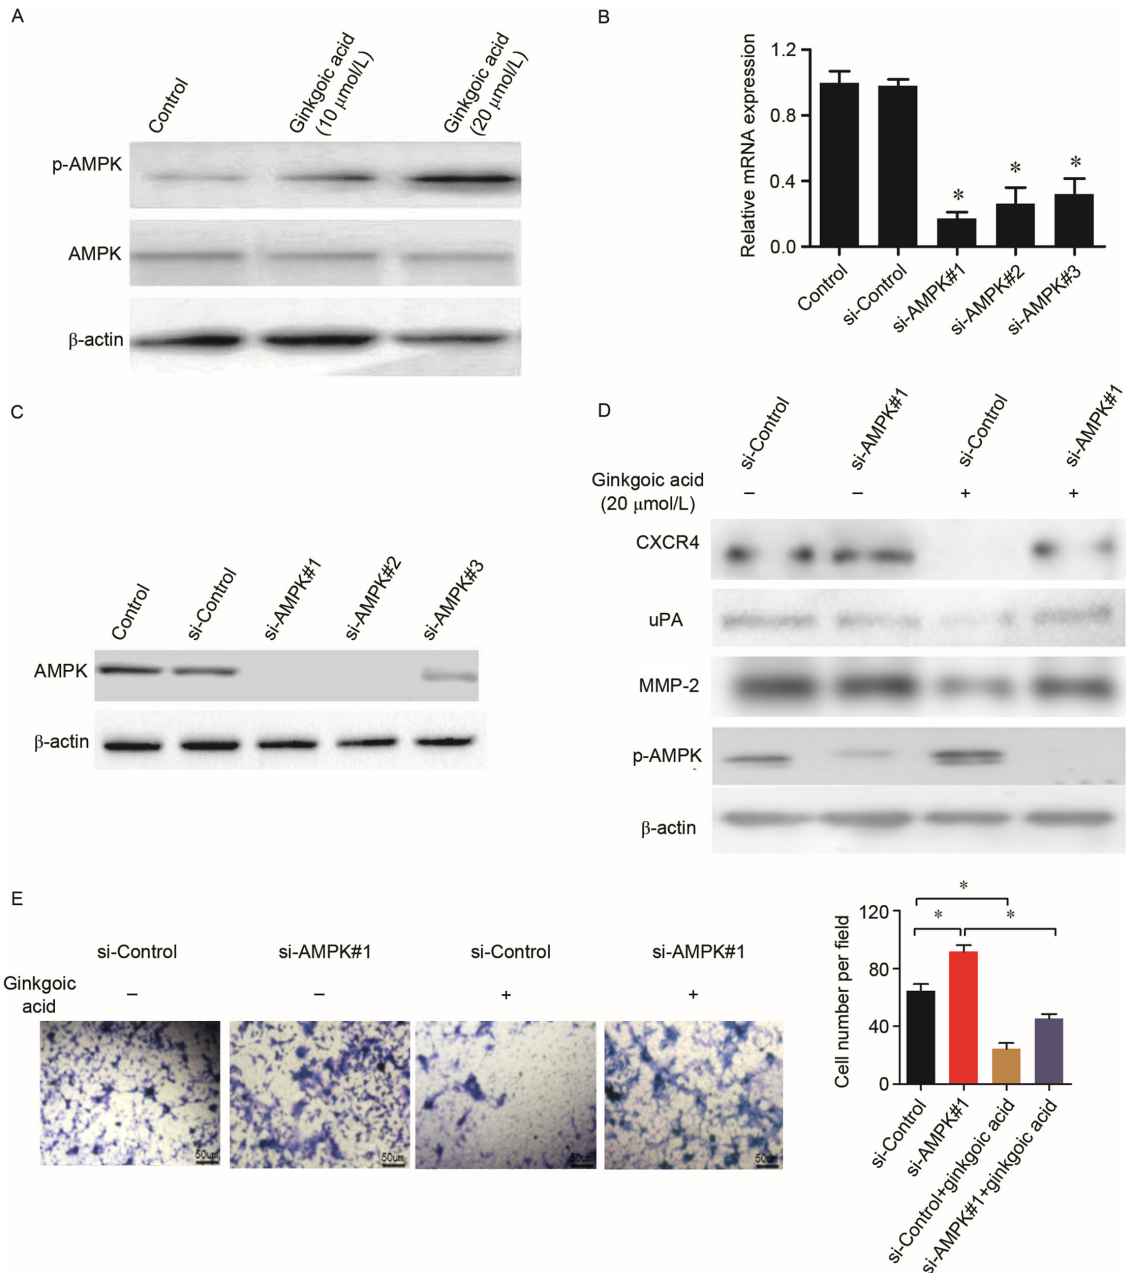 A
Control
Ginkgoic acid
(10 μmol/L)
Ginkgoic acid
(20 μmol/L)
p-AMPK
AMPK
β-actin
B
Relative mRNA expression
1.2
0.8
0.4
0.0
*
*
*
Control
si-Control
si-AMPK#1
si-AMPK#2
si-AMPK#3
C
Control
si-Control
si-AMPK#1
si-AMPK#2
si-AMPK#3
AMPK
β-actin
D
si-Control
si-AMPK#1
si-Control
si-AMPK#1
Ginkgoic acid
(20 μmol/L)
– – + +
CXCR4
uPA
MMP-2
p-AMPK
β-actin
E
si-Control si-AMPK#1 si-Control si-AMPK#1
Ginkgoic
acid
– – + +
50um 50um 50um 50um
Cell number per field
120
80
40
0
*
* *
si-Control
si-AMPK#1
si-Control+ginkgoic acid
si-AMPK#1+ginkgoic acid